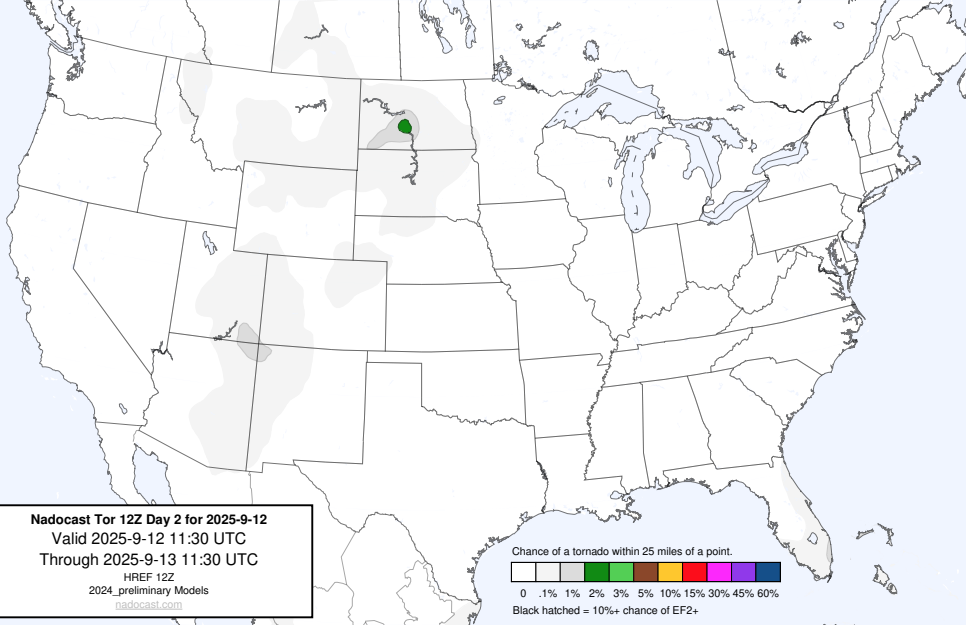 Nadocast Tor 12Z Day 2 for 2025-9-12
Valid 2025-9-12 11:30 UTC
Through 2025-9-13 11:30 UTC
HREF 12Z
2024_preliminary Models
nadocast.com
Chance of a tornado within 25 miles of a point.
0 .1% 1% 2% 3% 5% 10% 15% 30% 45% 60%
Black hatched = 10%+ chance of EF2+